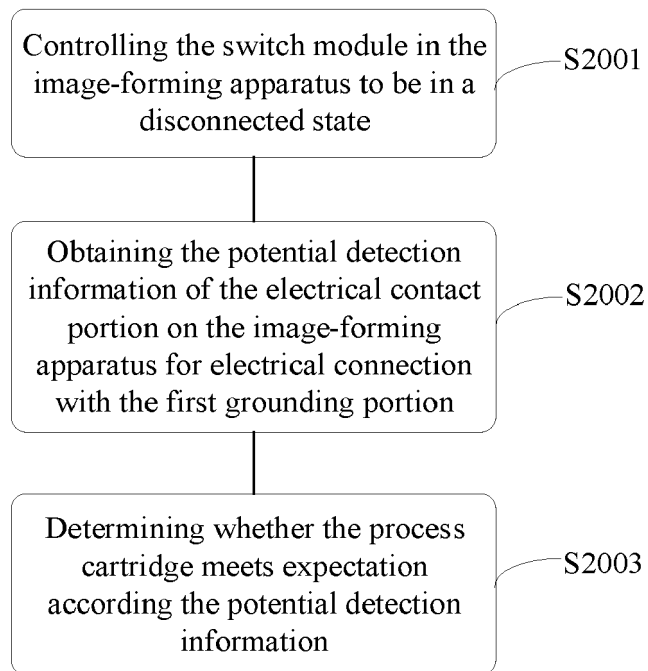 Controlling the switch module in the
image-forming apparatus to be in a
disconnected state
S2001
Obtaining the potential detection
information of the electrical contact
portion on the image-forming
apparatus for electrical connection
with the first grounding portion
S2002
Determining whether the process
cartridge meets expectation
according the potential detection
information
S2003